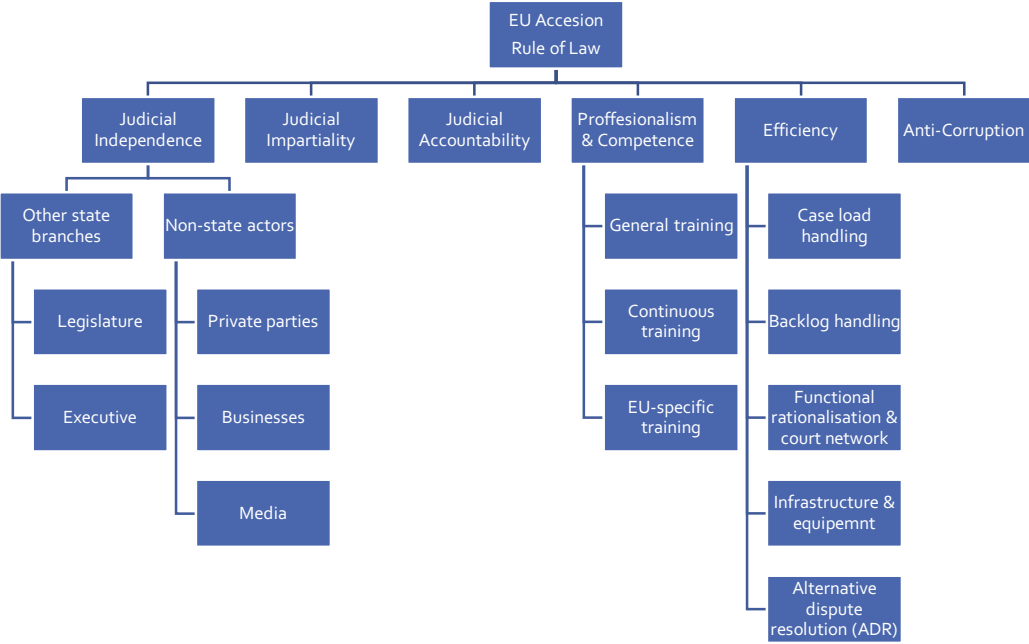 EU Accesion
Rule of Law
Judicial
Independence
Judicial
Impartiality
Judicial
Accountability
Proffesionalism
& Competence
Efficiency
Anti-Corruption
Other state
branches
Non-state actors
Legislature
Executive
Private parties
Businesses
Media
General training
Continuous
training
EU-specific
training
Case load
handling
Backlog handling
Functional
rationalisation &
court network
Infrastructure &
equipemnt
Alternative
dispute
resolution (ADR)